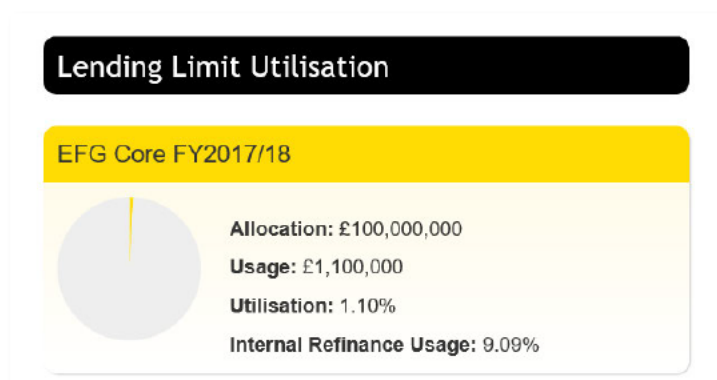 Lending Limit Utilisation
EFG Core FY2017/18
Allocation: £100,000,000
Usage: £1,100,000
Utilisation: 1.10%
Internal Refinance Usage: 9.09%